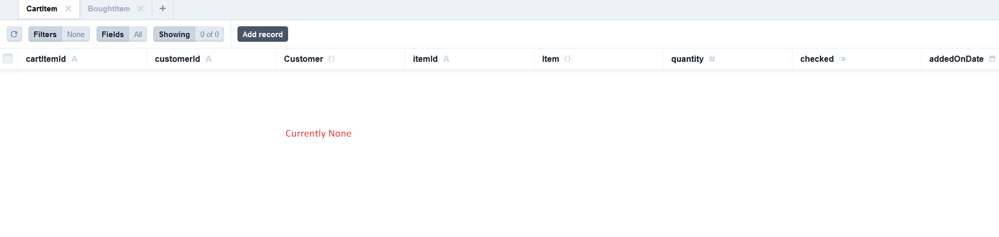 CartItem BoughtItem +
Filters None Fields All Showing 0 of 0 Add record
cartItemId A customerId A Customer {} itemId A Item {} quantity # checked addedOnDate
Currently None